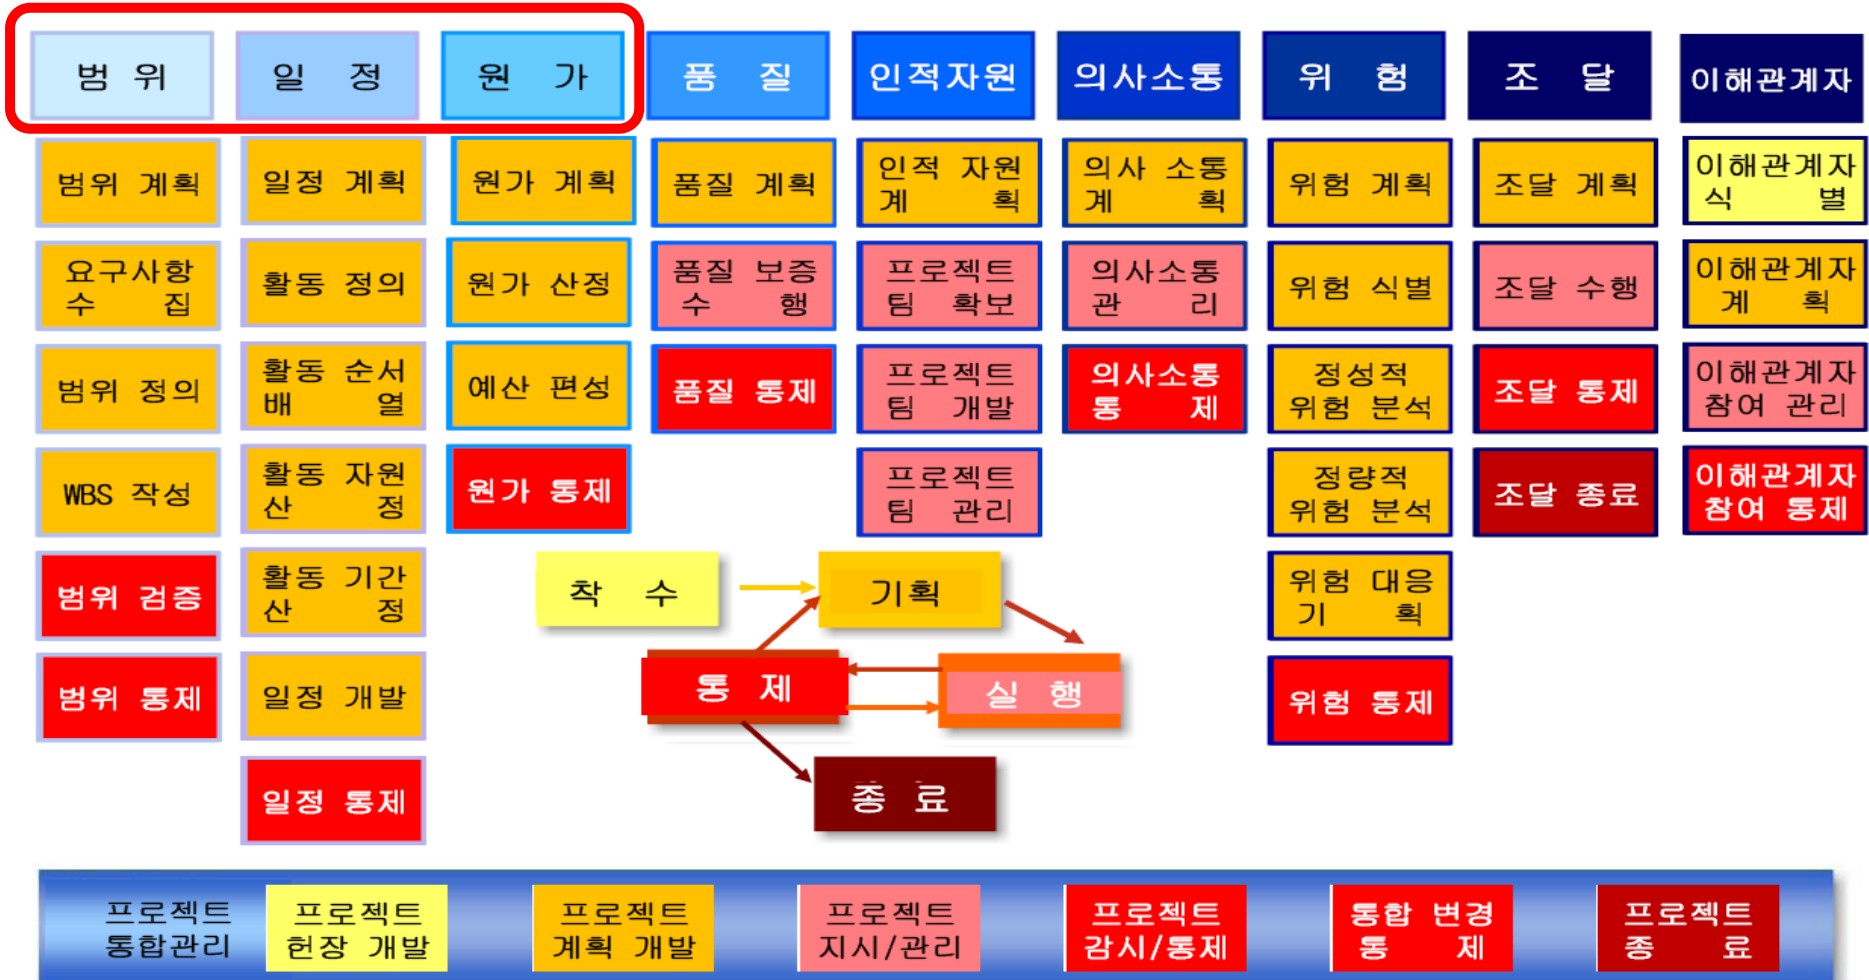 범 위
일 정
원 가
품 질
인적자원
의사소통
위 험
조 달
이해관계자
범위 계획
일정 계획
원가 계획
품질 계획
인적 자원
계 획
의사 소통
계 획
위험 계획
조달 계획
이해관계자
식 별
요구사항
수 집
활동 정의
원가 산정
품질 보증
수 행
프로젝트
팀 확보
의사소통
관 리
위험 식별
조달 수행
이해관계자
계 획
범위 정의
활동 순서
배 열
예산 편성
품질 통제
프로젝트
팀 개발
의사소통
통 제
정성적
위험 분석
조달 통제
이해관계자
참여 관리
WBS 작성
활동 자원
산 정
원가 통제
프로젝트
팀 관리
정량적
위험 분석
조달 종료
이해관계자
참여 통제
범위 검증
활동 기간
산 정
착 수
기획
위험 대응
기 획
범위 통제
일정 개발
통 제
실 행
위험 통제
일정 통제
종 료
프로젝트
통합관리
프로젝트
헌장 개발
프로젝트
계획 개발
프로젝트
지시/관리
프로젝트
감시/통제
통합 변경
통 제
프로젝트
종 료